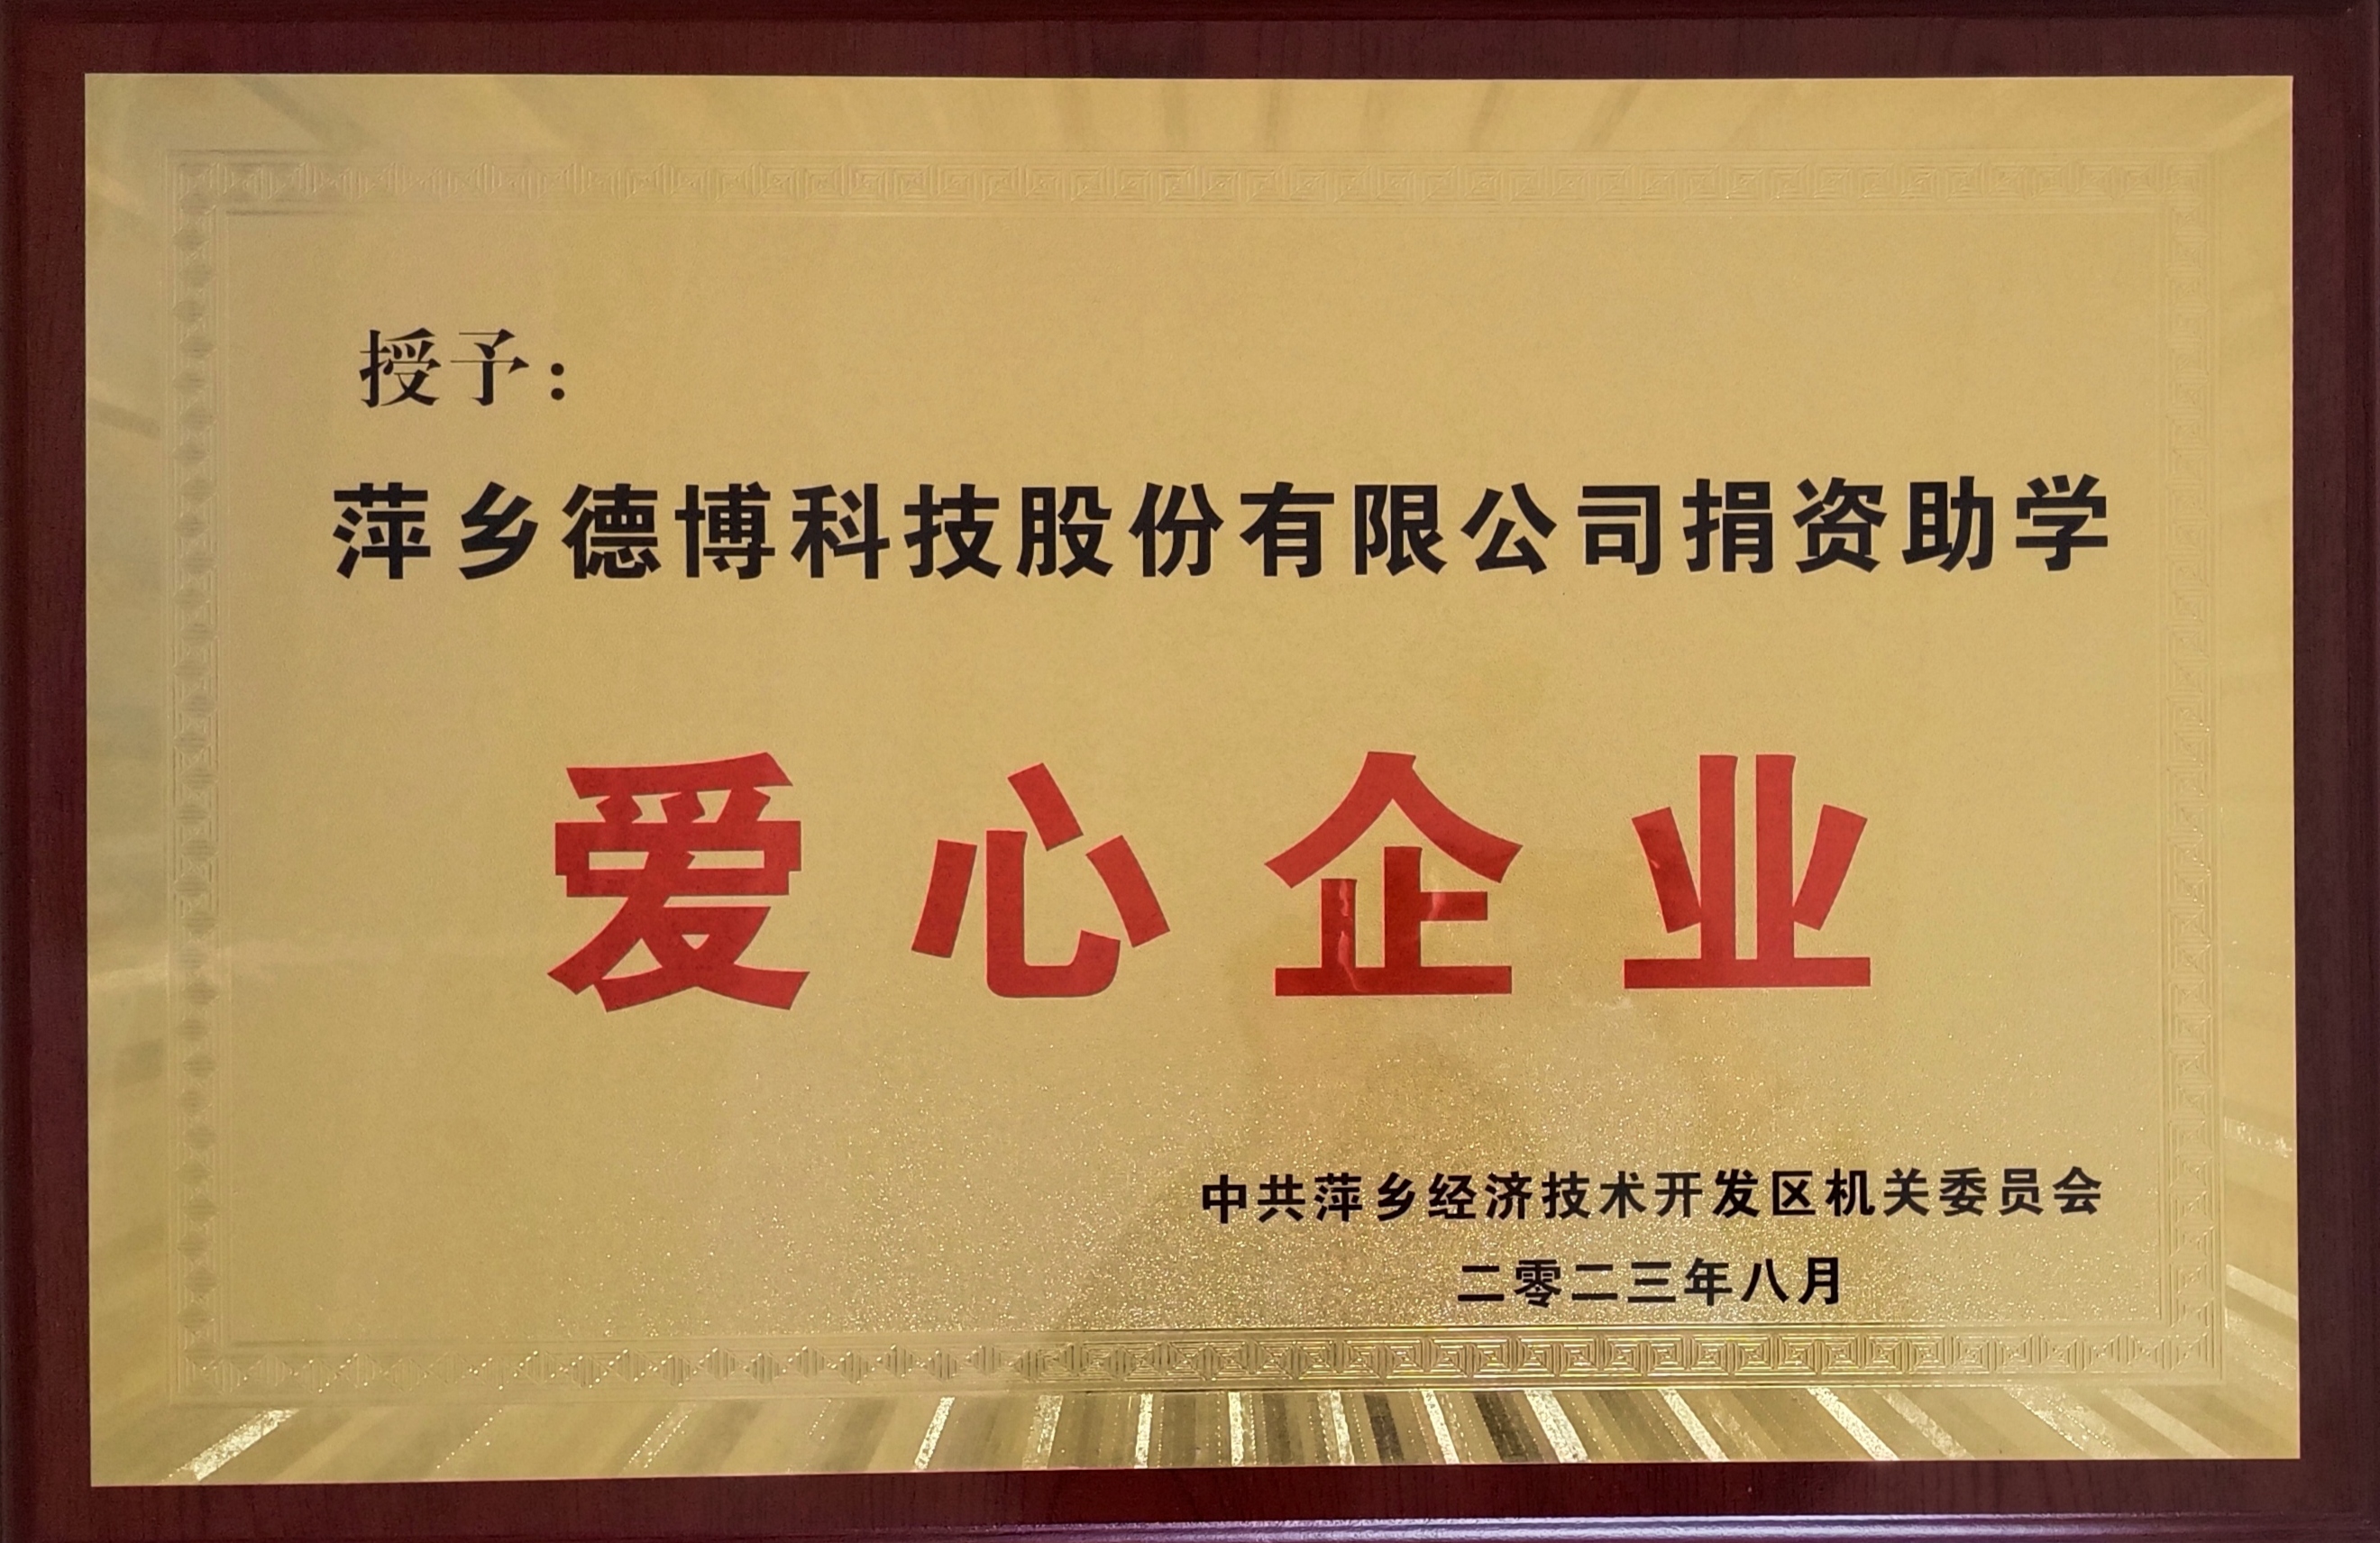 授予：
萍乡德博科技股份有限公司捐资助学
爱心企业
中共萍乡经济技术开发区机关委员会
二零二三年八月